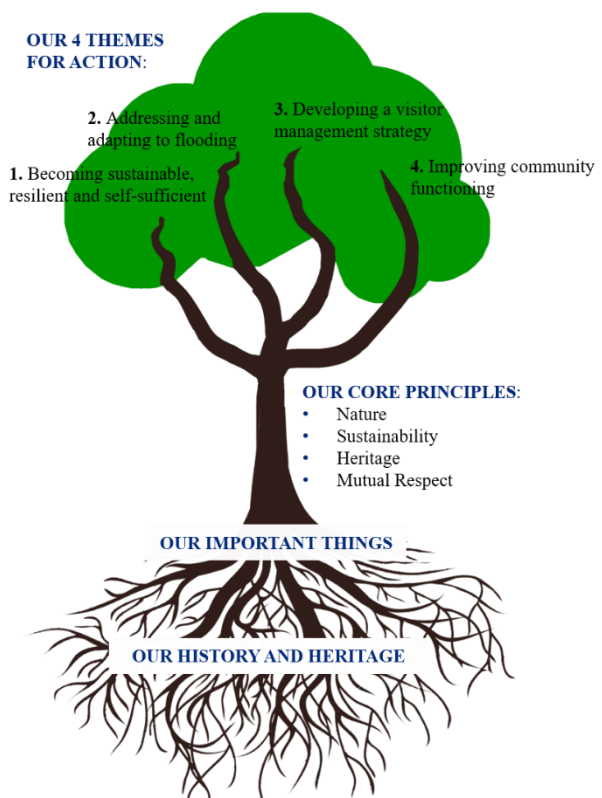 OUR 4 THEMES
FOR ACTION:
1. Becoming sustainable,
resilient and self-sufficient
2. Addressing and
adapting to flooding
3. Developing a visitor
management strategy
4. Improving community
functioning
OUR CORE PRINCIPLES:
• Nature
• Sustainability
• Heritage
• Mutual Respect
OUR IMPORTANT THINGS
OUR HISTORY AND HERITAGE